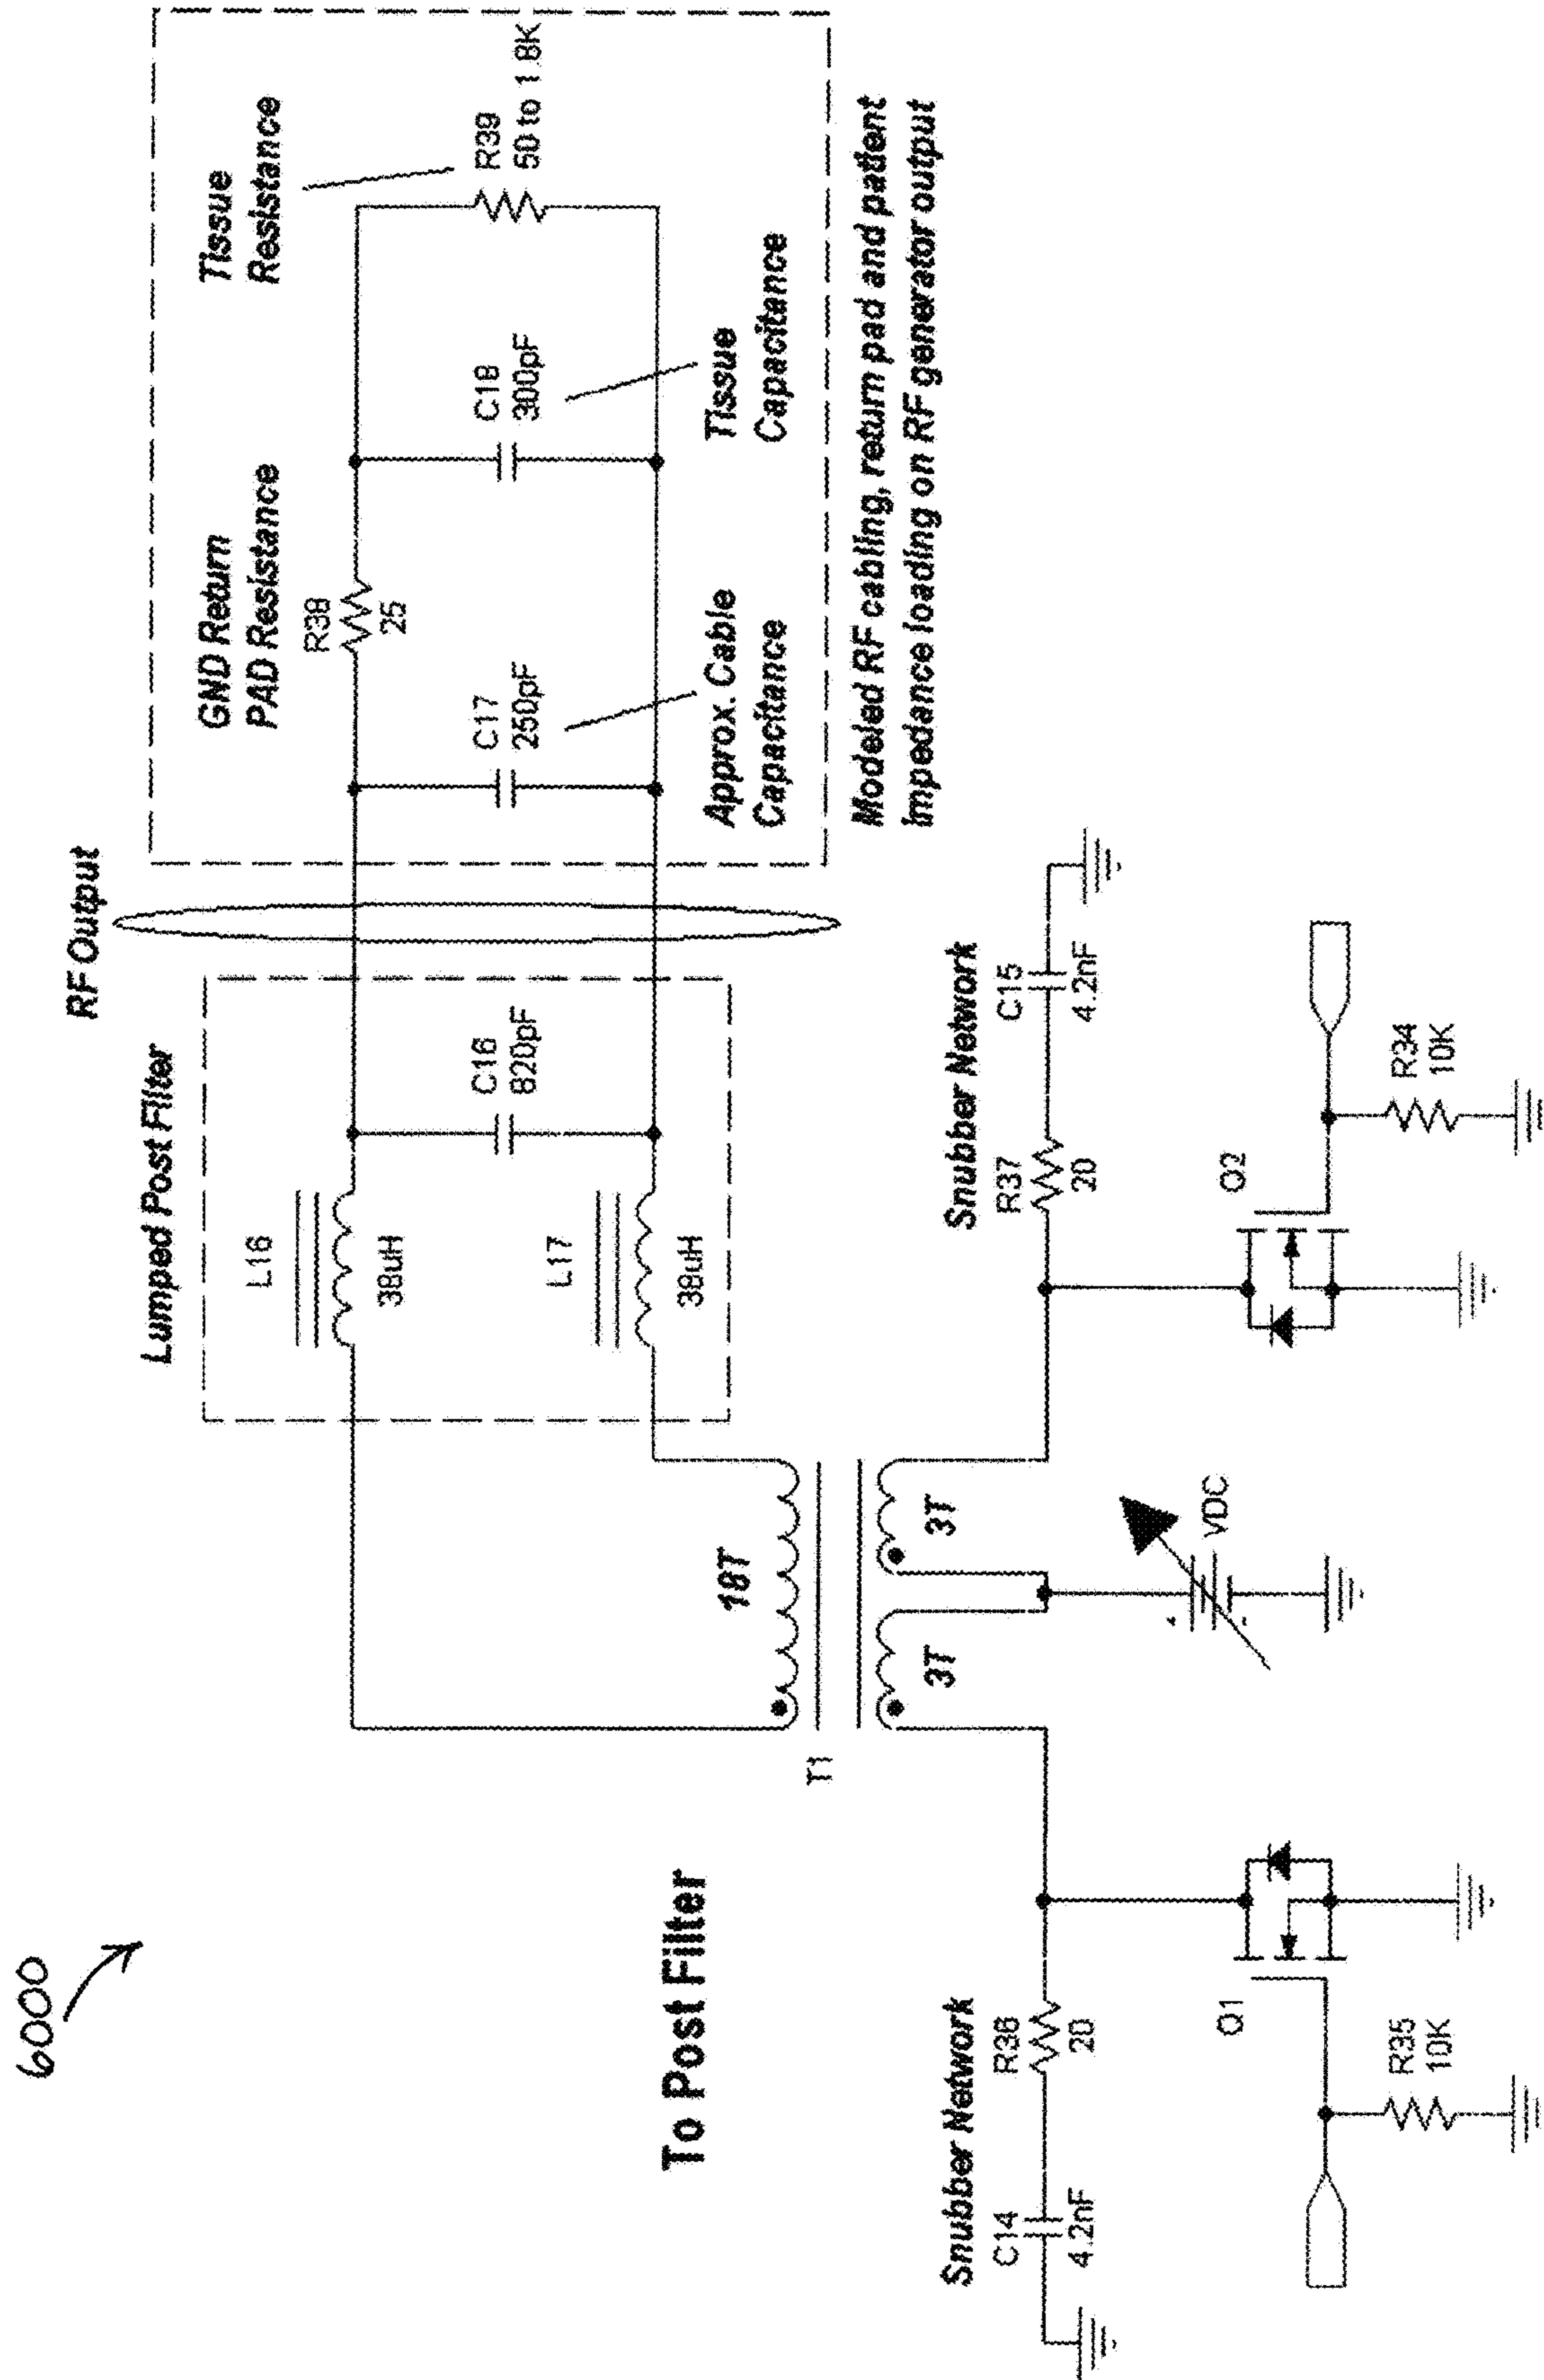 6000
RF Output
Lumped Post Filter
L16
38uH
L17
38uH
C16
820pF
GND Return
PAD Resistance
R38
25
Tissue
Resistance
R39
50 to 1.8K
C17
250pF
C18
300pF
Approx. Cable
Capacitance
Tissue
Capacitance
Modeled RF cabling, return pad and patient
impedance loading on RF generator output
To Post Filter
T1
18T
3T
3T
VDC
Snubber Network
C14
4.2nF
R36
20
Q1
R35
10K
Snubber Network
R37
20
C15
4.2nF
Q2
R34
10K